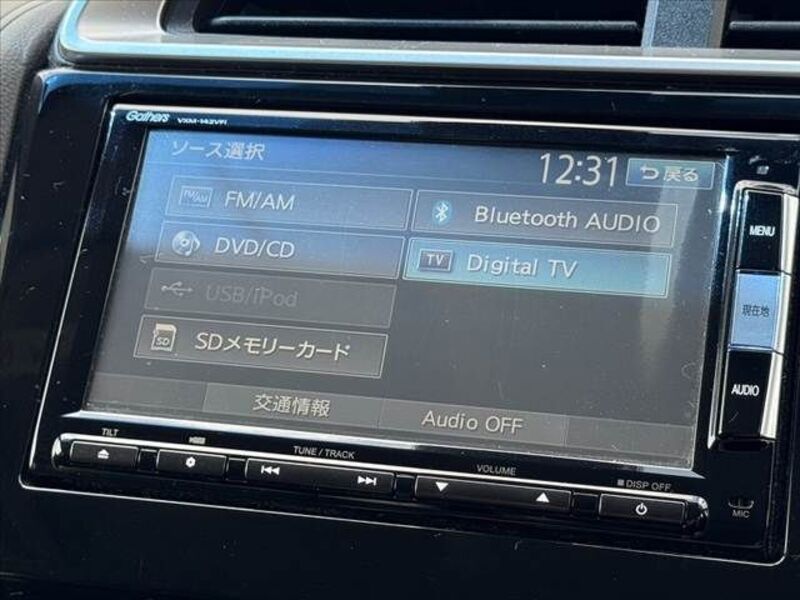 Gathers VXM-142VFi
ソース選択
12:31
戻る
FM/AM
FM/AM
Bluetooth AUDIO
DVD/CD
TV
Digital TV
USB/iPod
SD
SDメモリーカード
交通情報
Audio OFF
MENU
現在地
AUDIO
TILT
TUNE / TRACK
VOLUME
DISP OFF
MIC